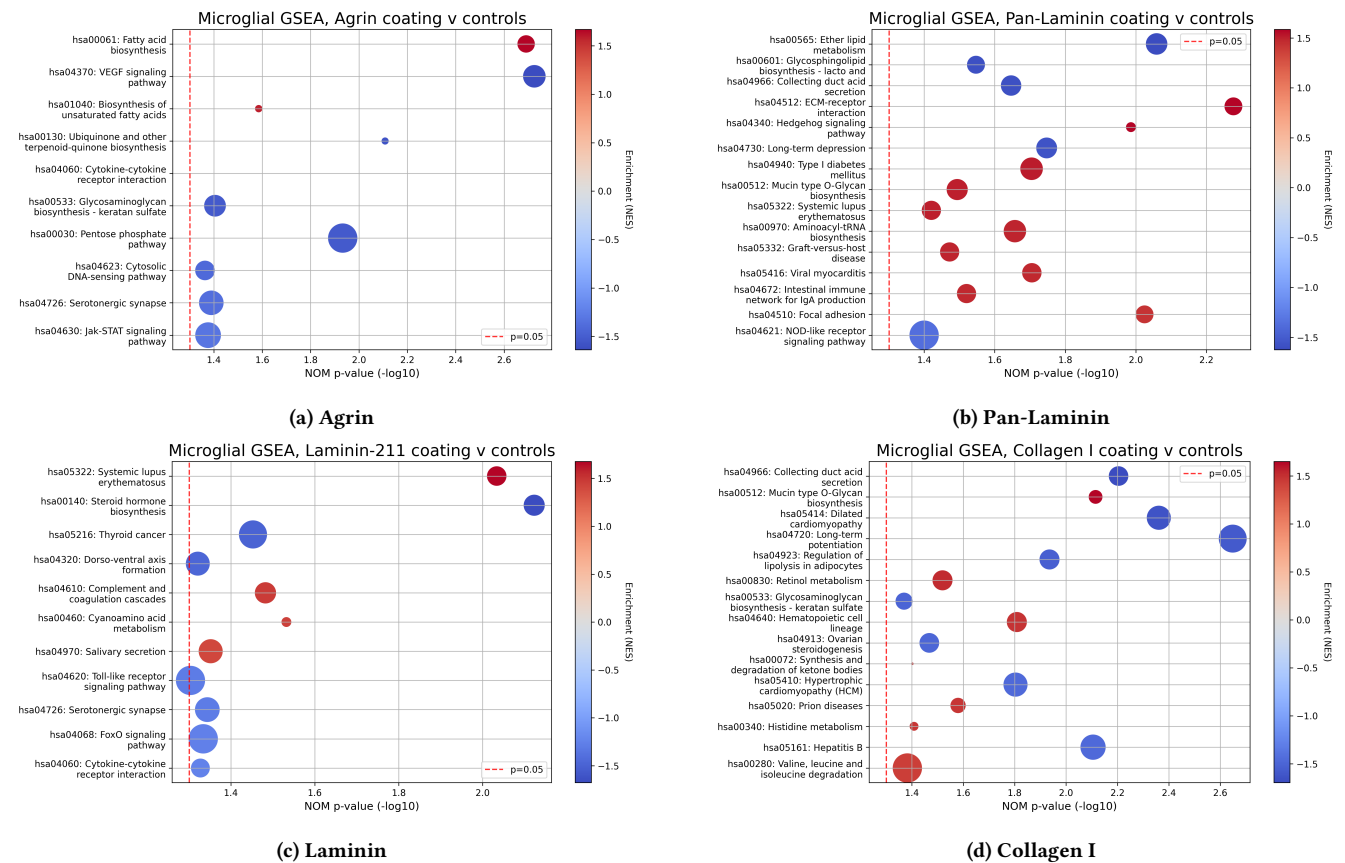 Microglial GSEA, Agrin coating v controls
hsa00061: Fatty acid
biosynthesis
hsa04370: VEGF signaling
pathway
hsa01040: Biosynthesis of
unsaturated fatty acids
hsa00130: Ubiquinone and other
terpenoid-quinone biosynthesis
hsa04060: Cytokine-cytokine
receptor interaction
hsa00533: Glycosaminoglycan
biosynthesis - keratan sulfate
hsa00030: Pentose phosphate
pathway
hsa04623: Cytosolic
DNA-sensing pathway
hsa04726: Serotonergic synapse
hsa04630: Jak-STAT signaling
pathway
p=0.05
1.4 1.6 1.8 2.0 2.2 2.4 2.6
NOM p-value (-log10)
1.5
1.0
0.5
0.0
−0.5
−1.0
−1.5
Enrichment (NES)
(a) Agrin
Microglial GSEA, Pan-Laminin coating v controls
hsa00565: Ether lipid
metabolism
hsa00601: Glycosphingolipid
biosynthesis - lacto and
hsa04966: Collecting duct acid
secretion
hsa04512: ECM-receptor
interaction
hsa04340: Hedgehog signaling
pathway
hsa04730: Long-term depression
hsa04940: Type I diabetes
mellitus
hsa00512: Mucin type O-Glycan
biosynthesis
hsa05322: Systemic lupus
erythematosus
hsa00970: Aminoacyl-tRNA
biosynthesis
hsa05332: Graft-versus-host
disease
hsa05416: Viral myocarditis
hsa04672: Intestinal immune
network for IgA production
hsa04510: Focal adhesion
hsa04621: NOD-like receptor
signaling pathway
p=0.05
1.4 1.6 1.8 2.0 2.2
NOM p-value (-log10)
1.5
1.0
0.5
0.0
−0.5
−1.0
−1.5
Enrichment (NES)
(b) Pan-Laminin
Microglial GSEA, Laminin-211 coating v controls
hsa05322: Systemic lupus
erythematosus
hsa00140: Steroid hormone
biosynthesis
hsa05216: Thyroid cancer
hsa04320: Dorso-ventral axis
formation
hsa04610: Complement and
coagulation cascades
hsa00460: Cyanoamino acid
metabolism
hsa04970: Salivary secretion
hsa04620: Toll-like receptor
signaling pathway
hsa04726: Serotonergic synapse
hsa04068: FoxO signaling
pathway
hsa04060: Cytokine-cytokine
receptor interaction
p=0.05
1.4 1.6 1.8 2.0
NOM p-value (-log10)
1.5
1.0
0.5
0.0
−0.5
−1.0
−1.5
Enrichment (NES)
(c) Laminin
Microglial GSEA, Collagen I coating v controls
hsa04966: Collecting duct acid
secretion
hsa00512: Mucin type O-Glycan
biosynthesis
hsa05414: Dilated
cardiomyopathy
hsa04720: Long-term
potentiation
hsa04923: Regulation of
lipolysis in adipocytes
hsa00830: Retinol metabolism
hsa00533: Glycosaminoglycan
biosynthesis - keratan sulfate
hsa04640: Hematopoietic cell
lineage
hsa04913: Ovarian
steroidogenesis
hsa00072: Synthesis and
degradation of ketone bodies
hsa05410: Hypertrophic
cardiomyopathy (HCM)
hsa05020: Prion diseases
hsa00340: Histidine metabolism
hsa05161: Hepatitis B
hsa00280: Valine, leucine and
isoleucine degradation
p=0.05
1.4 1.6 1.8 2.0 2.2 2.4 2.6
NOM p-value (-log10)
1.5
1.0
0.5
0.0
−0.5
−1.0
−1.5
Enrichment (NES)
(d) Collagen I